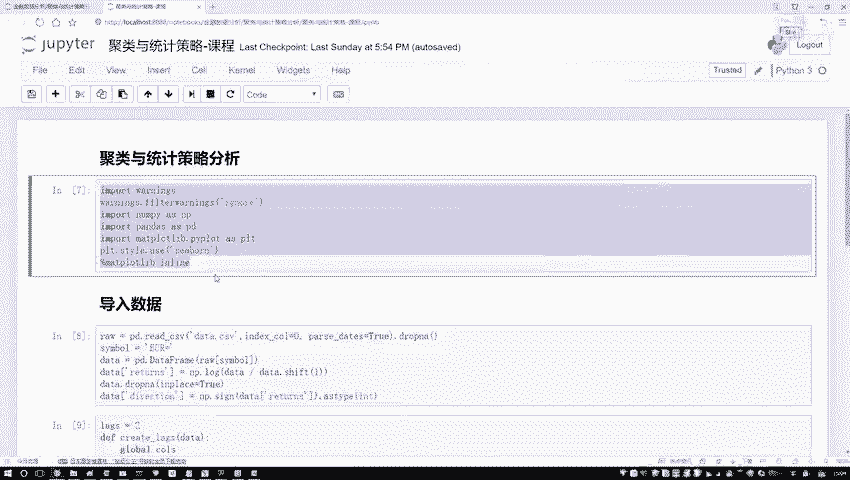 http://localhost:8888/notebooks/
jupyter 聚类与统计策略-课程 Last Checkpoint: Last Sunday at 5:54 PM (autosaved)
Logout
File Edit View Insert Cell Kernel Widgets Help
Trusted Python 3
Code
聚类与统计策略分析
In [7]: import warnings
warnings.filterwarnings('ignore')
import numpy as np
import pandas as pd
import matplotlib.pyplot as plt
plt.style.use('seaborn')
%matplotlib inline
导入数据
In [8]: raw = pd.read_csv('data.csv',index_col=0, parse_dates=True).dropna()
symbol = 'EUR='
data = pd.DataFrame(raw[symbol])
data['returns'] = np.log(data / data.shift(1))
data.dropna(inplace=True)
data['direction'] = np.sign(data['returns']).astype(int)
In [9]: lags = 2
def create_lags(data):
global cols